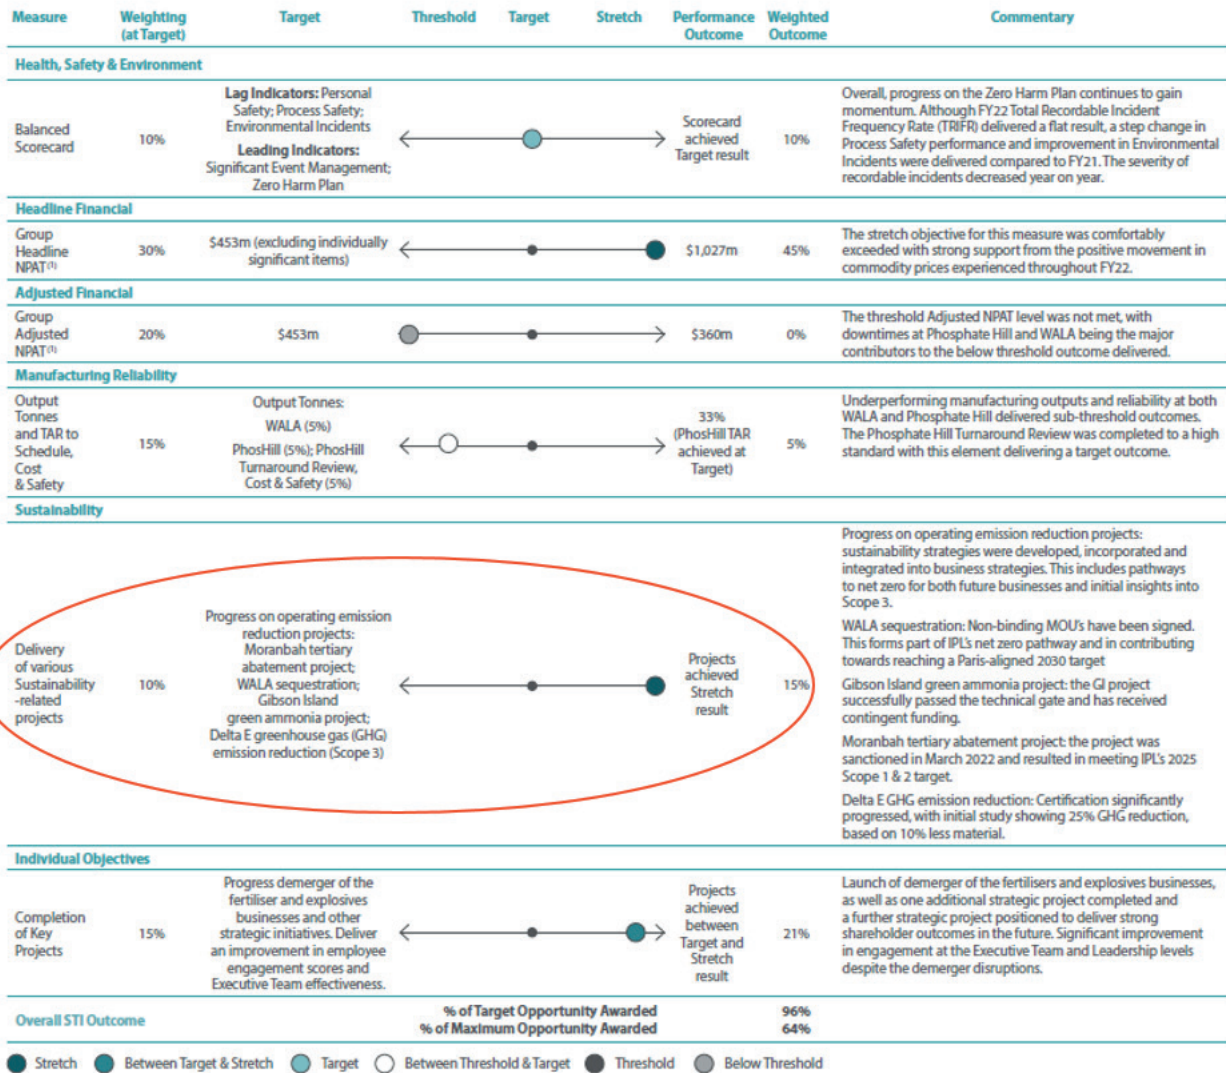 Measure Weighting (at Target) Target Threshold Target Stretch Performance Outcome Weighted Outcome Commentary
Health, Safety & Environment
Balanced
Scorecard
10%
Lag Indicators: Personal
Safety; Process Safety;
Environmental Incidents
Leading Indicators:
Significant Event Management;
Zero Harm Plan
Scorecard
achieved
Target result
10%
Overall, progress on the Zero Harm Plan continues to gain
momentum. Although FY22 Total Recordable Incident
Frequency Rate (TRIFR) delivered a flat result, a step change in
Process Safety performance and improvement in Environmental
Incidents were delivered compared to FY21. The severity of
recordable incidents decreased year on year.
Headline Financial
Group
Headline
NPAT(1)
30%
$453m (excluding individually
significant items)
$1,027m
45%
The stretch objective for this measure was comfortably
exceeded with strong support from the positive movement in
commodity prices experienced throughout FY22.
Adjusted Financial
Group
Adjusted
NPAT(1)
20%
$453m
$360m
0%
The threshold Adjusted NPAT level was not met, with
downtimes at Phosphate Hill and WALA being the major
contributors to the below threshold outcome delivered.
Manufacturing Reliability
Output
Tonnes
and TAR to
Schedule,
Cost
& Safety
15%
Output Tonnes:
WALA (5%)
PhosHill (5%); PhosHill
Turnaround Review,
Cost & Safety (5%)
33%
(PhosHill TAR
achieved at
Target)
5%
Underperforming manufacturing outputs and reliability at both
WALA and Phosphate Hill delivered sub-threshold outcomes.
The Phosphate Hill Turnaround Review was completed to a high
standard with this element delivering a target outcome.
Sustainability
Delivery
of various
Sustainability
-related
projects
10%
Progress on operating emission
reduction projects:
Moranbah tertiary
abatement project;
WALA sequestration;
Gibson Island
green ammonia project;
Delta E greenhouse gas (GHG)
emission reduction (Scope 3)
Projects
achieved
Stretch
result
15%
Progress on operating emission reduction projects:
sustainability strategies were developed, incorporated and
integrated into business strategies. This includes pathways
to net zero for both future businesses and initial insights into
Scope 3.
WALA sequestration: Non-binding MOU's have been signed.
This forms part of IPL's net zero pathway and in contributing
towards reaching a Paris-aligned 2030 target
Gibson Island green ammonia project: the GI project
successfully passed the technical gate and has received
contingent funding.
Moranbah tertiary abatement project: the project was
sanctioned in March 2022 and resulted in meeting IPL's 2025
Scope 1 & 2 target.
Delta E GHG emission reduction: Certification significantly
progressed, with initial study showing 25% GHG reduction,
based on 10% less material.
Individual Objectives
Completion
of Key
Projects
15%
Progress demerger of the
fertiliser and explosives
businesses and other
strategic initiatives. Deliver
an improvement in employee
engagement scores and
Executive Team effectiveness.
Projects
achieved
between
Target and
Stretch
result
21%
Launch of demerger of the fertilisers and explosives businesses,
as well as one additional strategic project completed and
a further strategic project positioned to deliver strong
shareholder outcomes in the future. Significant improvement
in engagement at the Executive Team and Leadership levels
despite the demerger disruptions.
Overall STI Outcome
% of Target Opportunity Awarded 96%
% of Maximum Opportunity Awarded 64%
Stretch Between Target & Stretch Target Between Threshold & Target Threshold Below Threshold